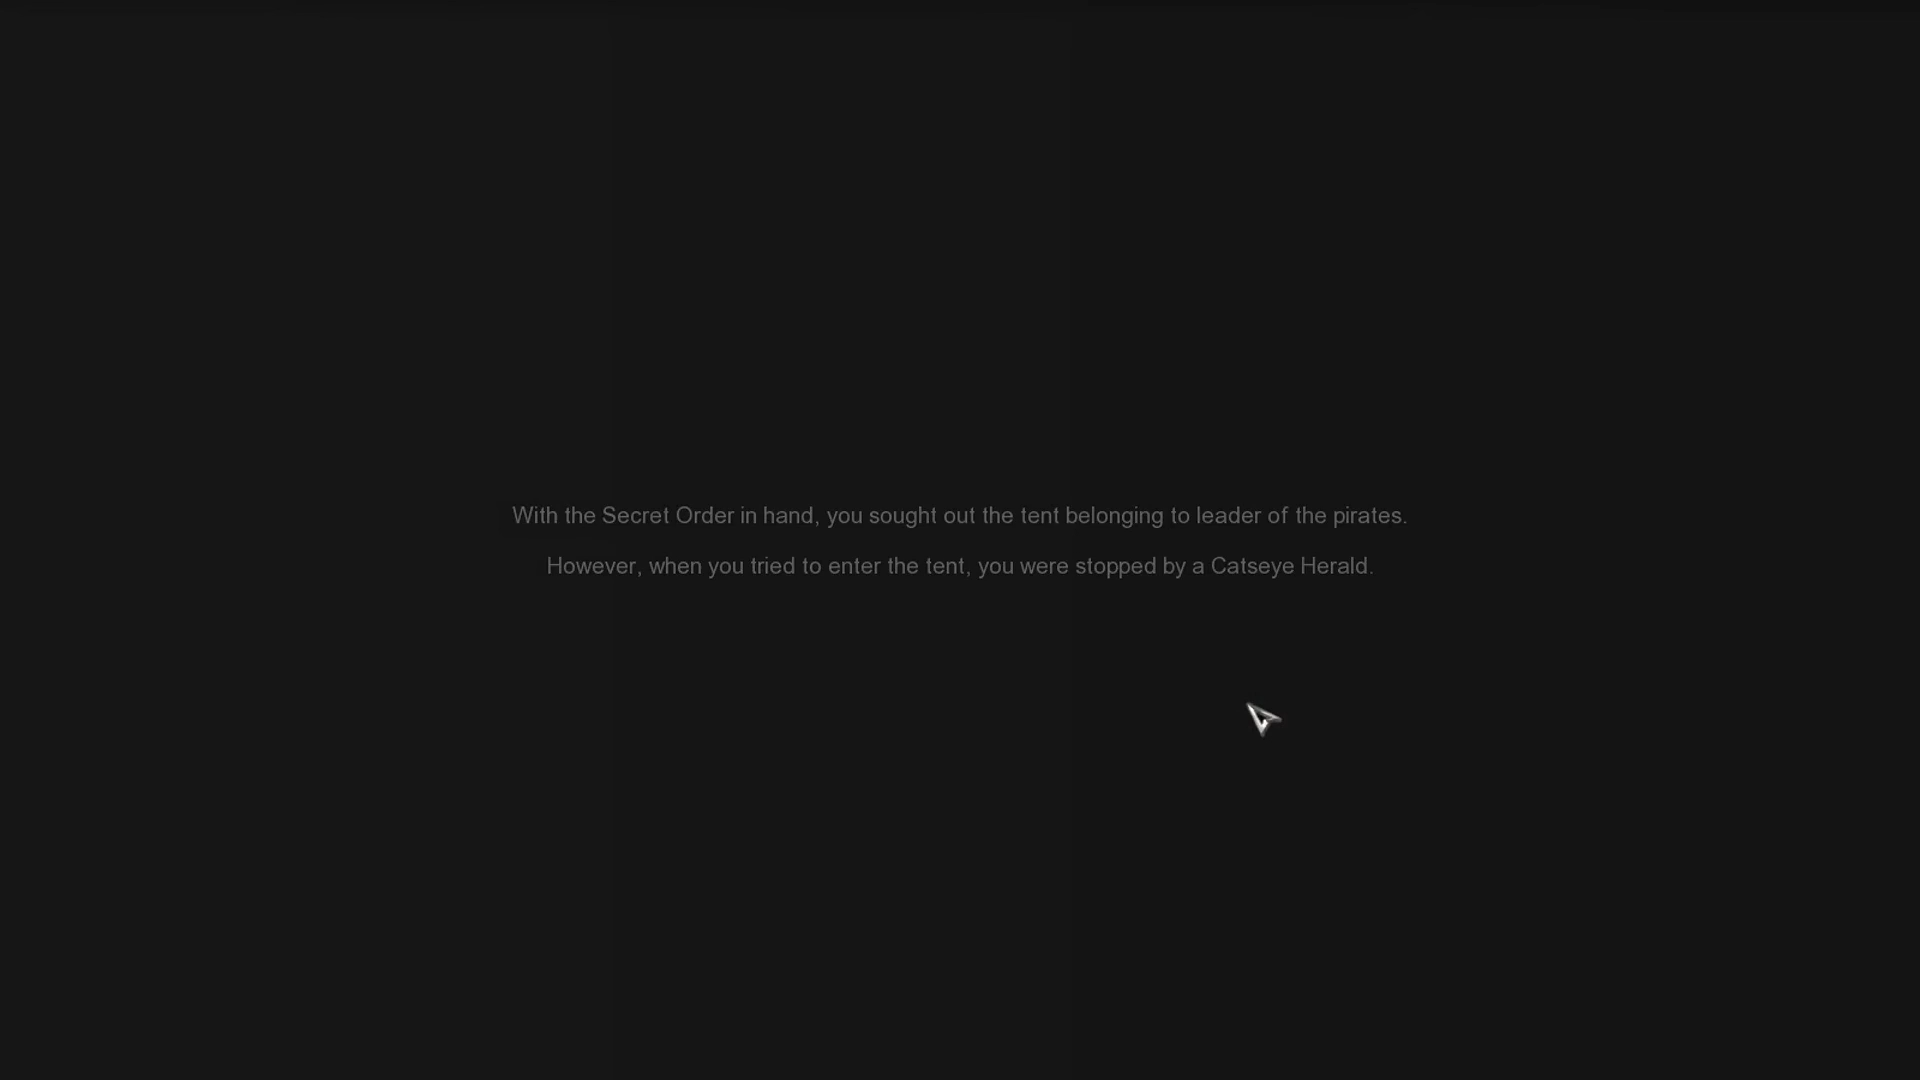 With the Secret Order in hand, you sought out the tent belonging to leader of the pirates.
However, when you tried to enter the tent, you were stopped by a Catseye Herald.